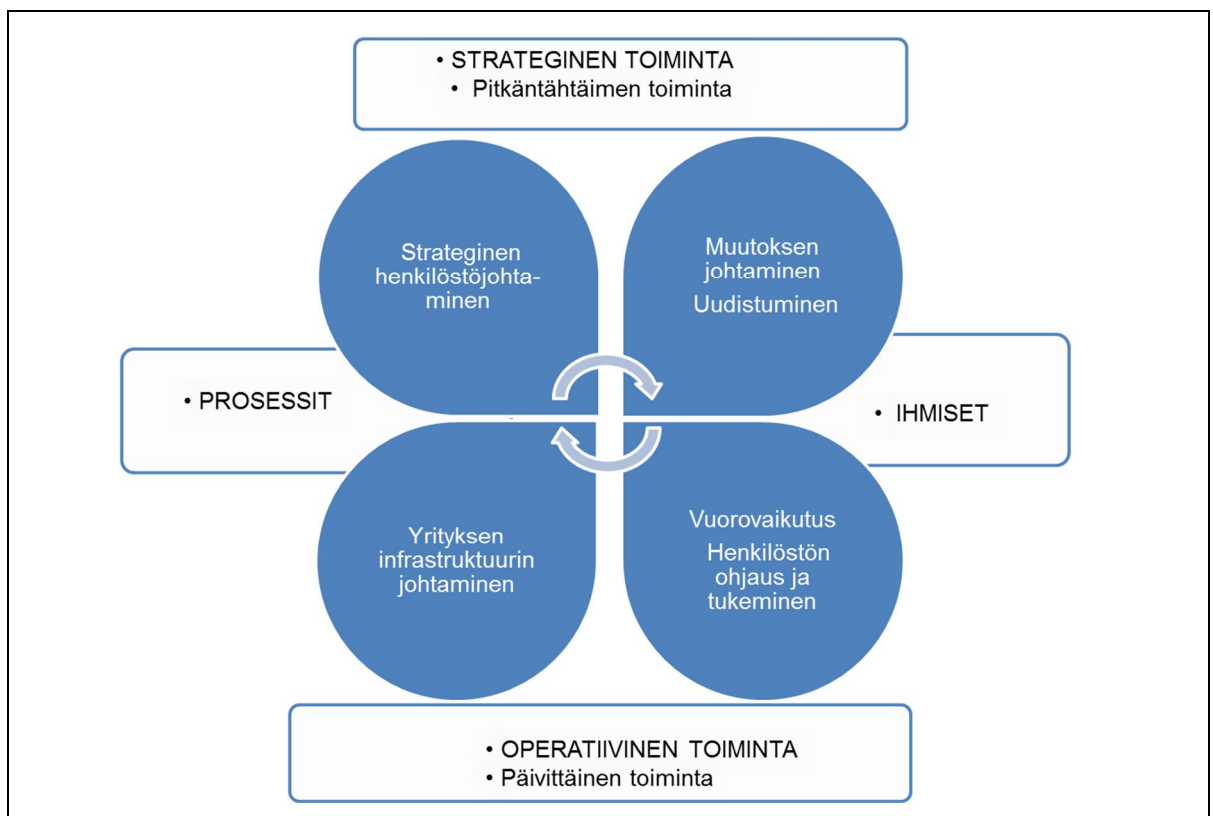 • STRATEGINEN TOIMINTA
• Pitkäntähtäimen toiminta
Strateginen
henkilöstöjohta-
minen
Muutoksen
johtaminen
Uudistuminen
• PROSESSIT
• IHMISET
Yrityksen
infrastruktuurin
johtaminen
Vuorovaikutus
Henkilöstön
ohjaus ja
tukeminen
• OPERATIIVINEN TOIMINTA
• Päivittäinen toiminta